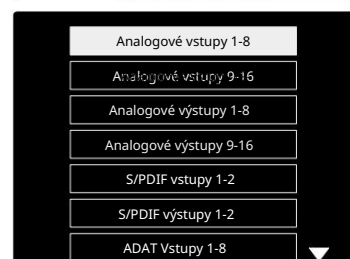 Analogové vstupy 1-8
Analogové vstupy 9-16
Analogové výstupy 1-8
Analogové výstupy 9-16
S/PDIF vstupy 1-2
S/PDIF výstupy 1-2
ADAT Vstupy 1-8